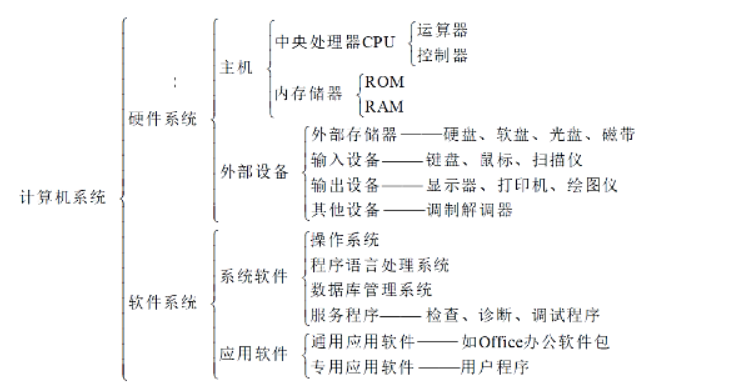 计算机系统
硬件系统
:
主机
中央处理器CPU
运算器
控制器
内存储器
ROM
RAM
外部设备
外部存储器——硬盘、软盘、光盘、磁带
输入设备——键盘、鼠标、扫描仪
输出设备——显示器、打印机、绘图仪
其他设备——调制解调器
软件系统
系统软件
操作系统
程序语言处理系统
数据库管理系统
服务程序——检查、诊断、调试程序
应用软件
通用应用软件——如Office办公软件包
专用应用软件——用户程序